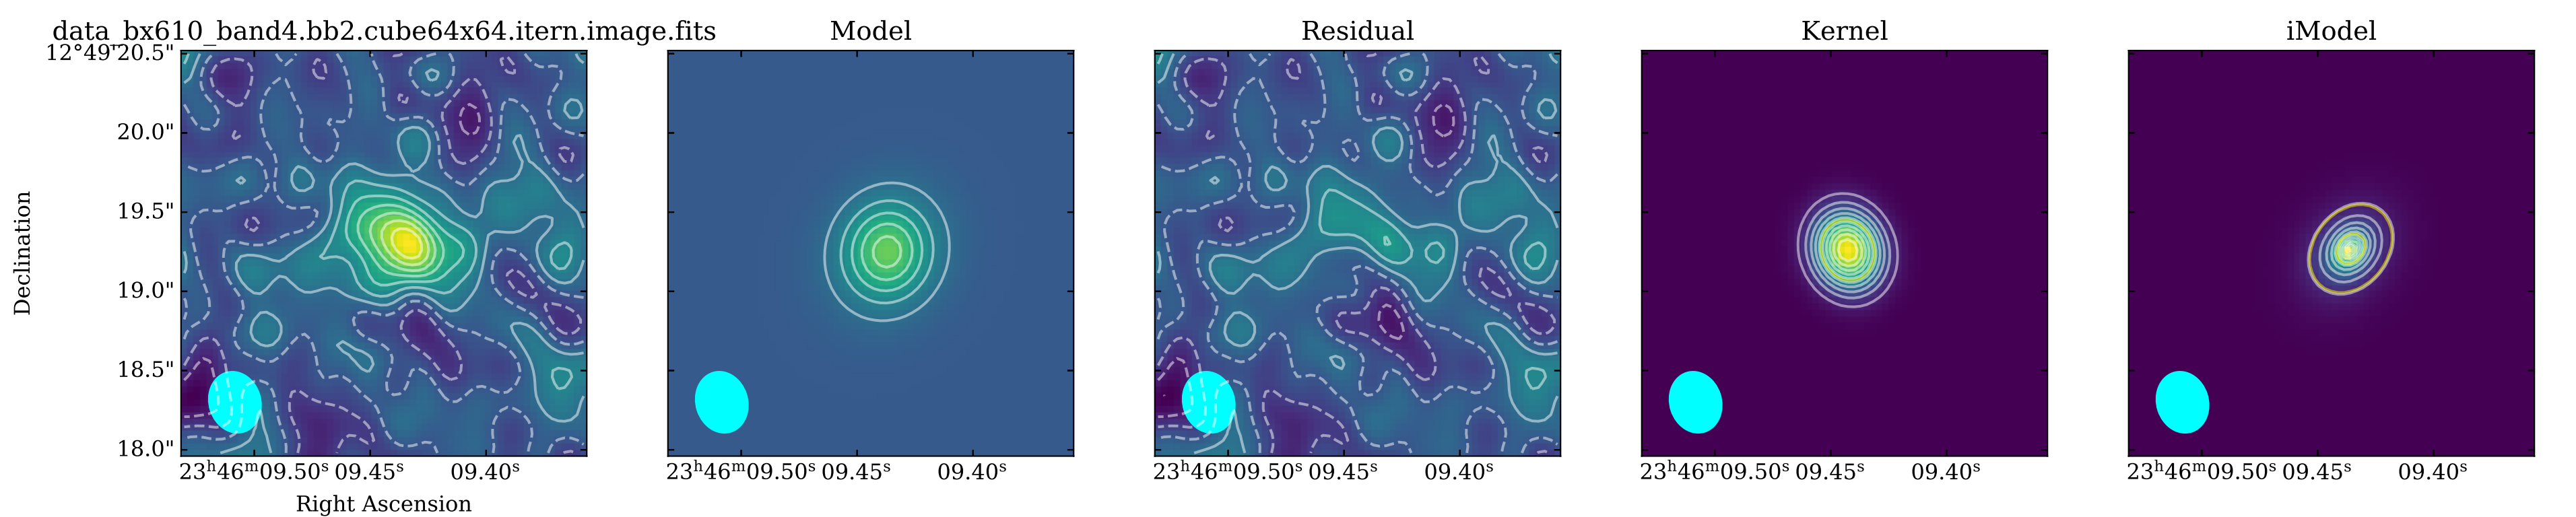 data_bx610_band4.bb2.cube64x64.itern.image.fits Model Residual Kernel iModel
12°49'20.5"
20.0"
19.5"
19.0"
18.5"
18.0"
Declination
23h46m09.50s 09.45s 09.40s 23h46m09.50s 09.45s 09.40s 23h46m09.50s 09.45s 09.40s 23h46m09.50s 09.45s 09.40s 23h46m09.50s 09.45s 09.40s
Right Ascension